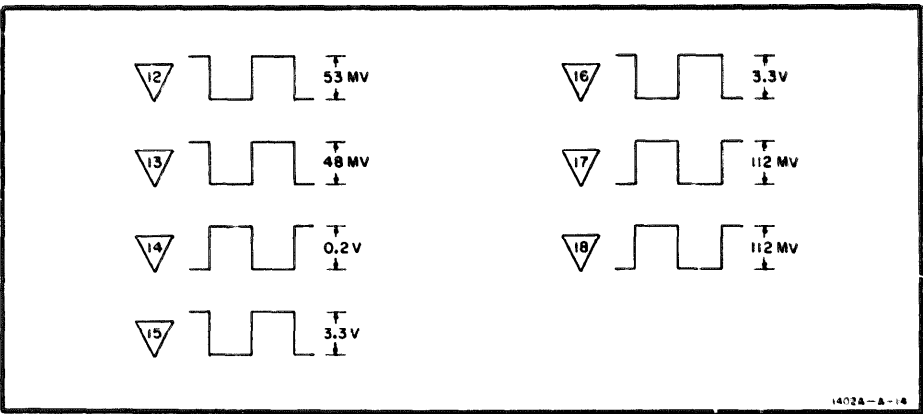 12 53 MV
13 48 MV
14 0.2 V
15 3.3 V
16 3.3 V
17 112 MV
18 112 MV
1402A-A-14